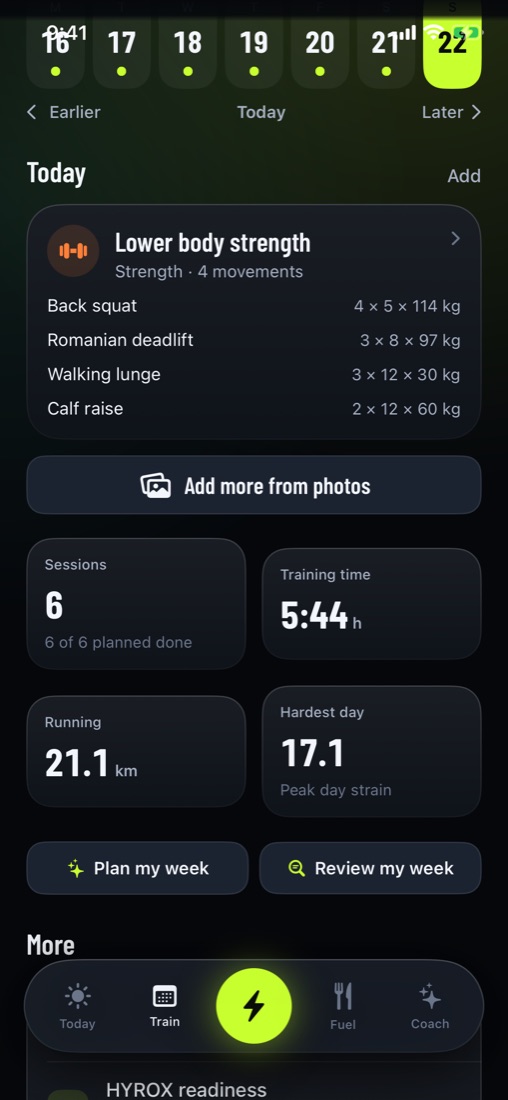 9:41
16
17
18
19
20
21
22
Earlier
Today
Later
Today
Add
Lower body strength
Strength · 4 movements
Back squat
4 × 5 × 114 kg
Romanian deadlift
3 × 8 × 97 kg
Walking lunge
3 × 12 × 30 kg
Calf raise
2 × 12 × 60 kg
Add more from photos
Sessions
6
6 of 6 planned done
Training time
5:44 h
Running
21.1 km
Hardest day
17.1
Peak day strain
Plan my week
Review my week
More
Today
Train
Fuel
Coach
HYROX readiness